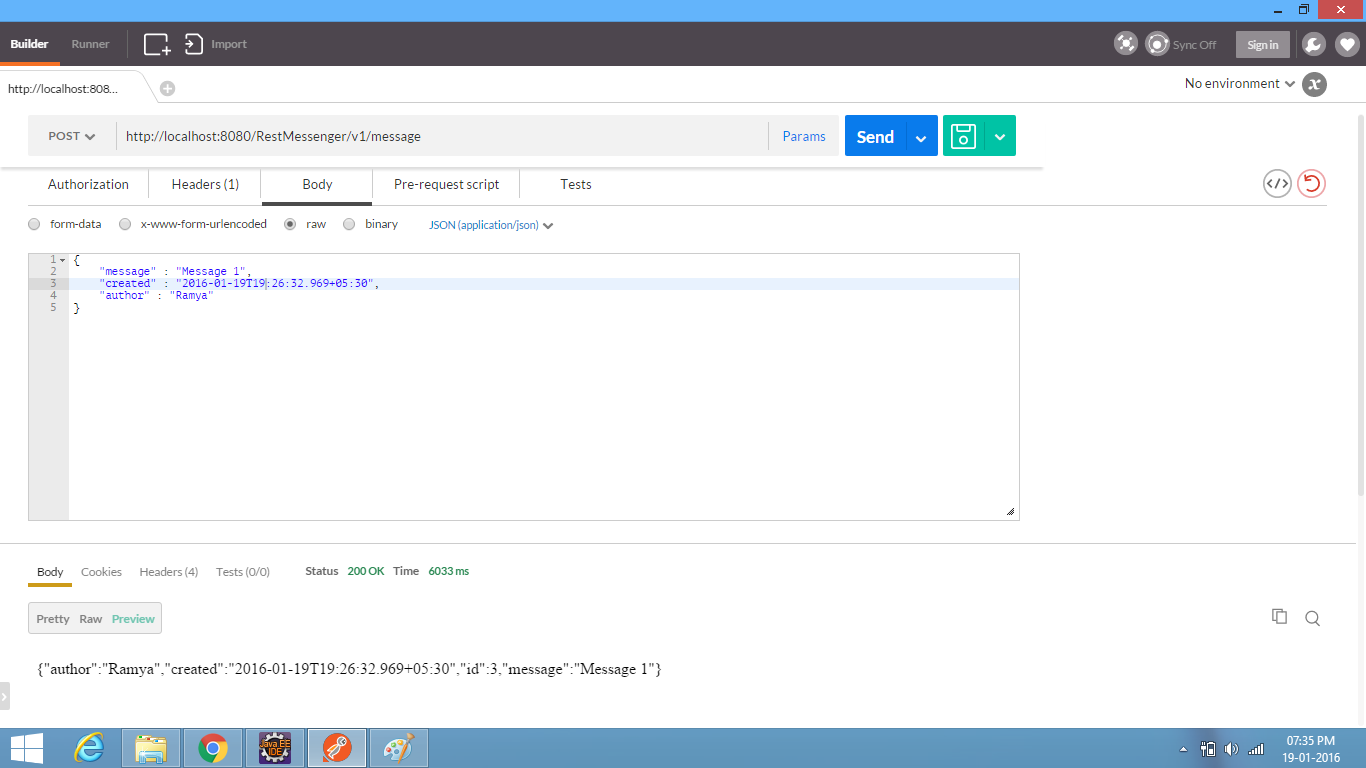 Builder Runner Import Sync Off Sign in
http://localhost:808... No environment
POST http://localhost:8080/RestMessenger/v1/message Params Send
Authorization Headers (1) Body Pre-request script Tests
form-data x-www-form-urlencoded raw binary JSON (application/json)
1 {
2 "message" : "Message 1",
3 "created" : "2016-01-19T19:26:32.969+05:30",
4 "author" : "Ramya"
5 }
Body Cookies Headers (4) Tests (0/0) Status 200 OK Time 6033 ms
Pretty Raw Preview
{"author":"Ramya","created":"2016-01-19T19:26:32.969+05:30","id":3,"message":"Message 1"}
Java EE
IDE
07:35 PM
19-01-2016